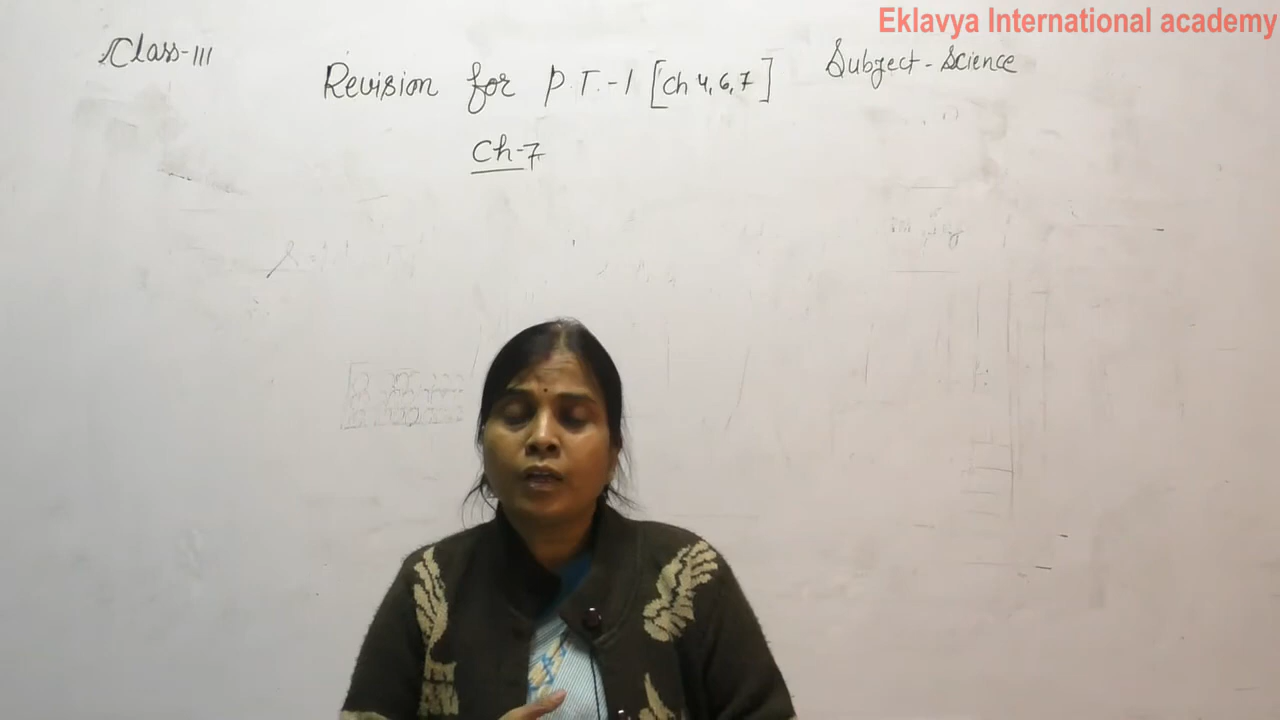 Eklavya International academy
Class-III
Subject - Science
Revision for P.T.-1 [Ch 4, 6, 7]
Ch-7